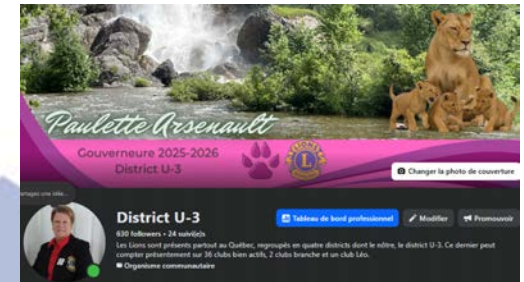 Paulette Arsenault
Gouverneure 2025-2026
District U-3
Changer la photo de couverture
District U-3
Tableau de bord professionnel
Modifier
Promouvoir
630 followers • 24 suivi(e)s
Les Lions sont présents partout au Québec, regroupés en quatre districts dont le nôtre, le district U-3. Ce dernier peut
compter présentement sur 36 clubs bien actifs, 2 clubs branche et un club Léo.
Organisme communautaire